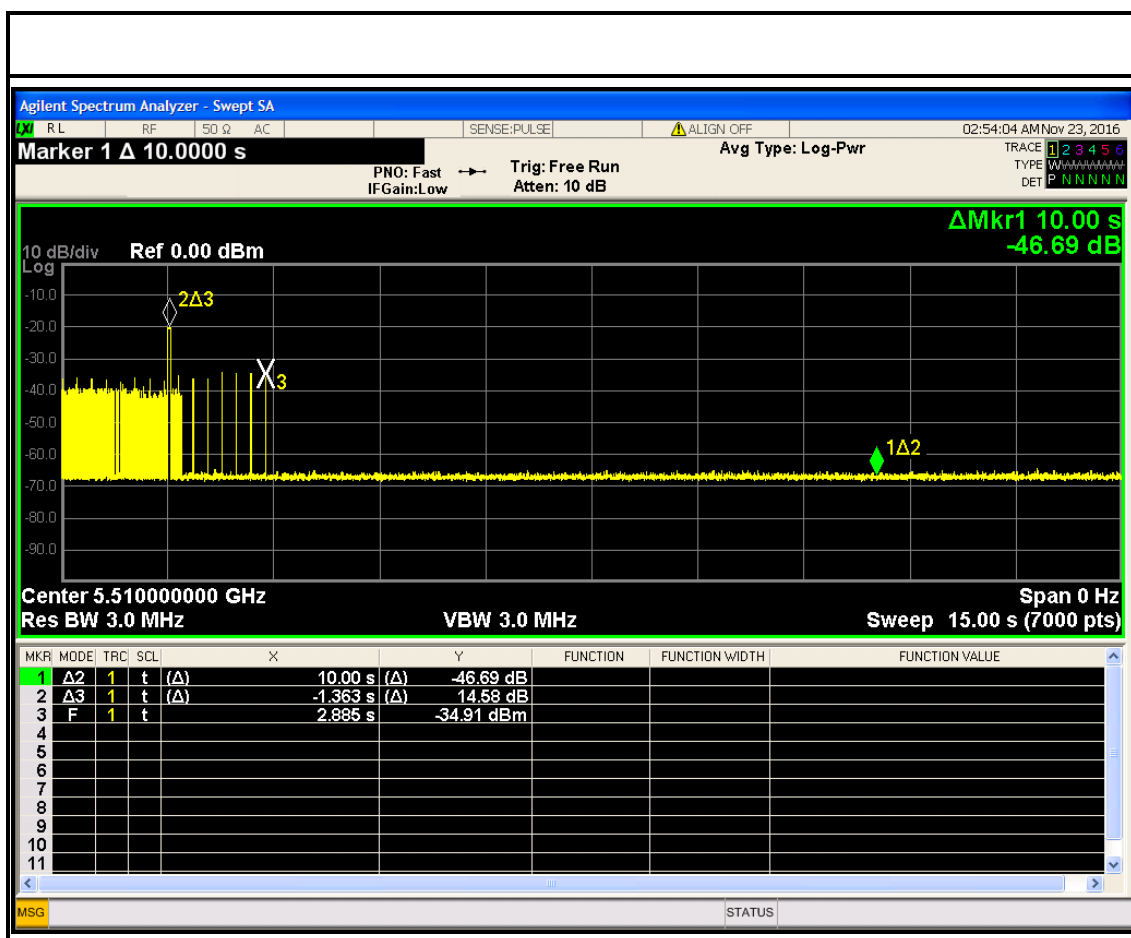 Agilent Spectrum Analyzer - Swept SA
LXI RL RF 50 Ω AC SENSE:PULSE ALIGN OFF 02:54:04 AM Nov 23, 2016
Marker 1 Δ 10.0000 s
PNO: Fast
IFGain:Low
Trig: Free Run
Atten: 10 dB
Avg Type: Log-Pwr
TRACE 1 2 3 4 5 6
TYPE WWWWWW
DET P N N N N N
ΔMkr1 10.00 s
-46.69 dB
10 dB/div Ref 0.00 dBm
Log
-10.0
-20.0
-30.0
-40.0
-50.0
-60.0
-70.0
-80.0
-90.0
2Δ3
X3
1Δ2
Center 5.510000000 GHz Span 0 Hz
Res BW 3.0 MHz VBW 3.0 MHz Sweep 15.00 s (7000 pts)
MKR MODE TRC SCL X Y FUNCTION FUNCTION WIDTH FUNCTION VALUE
1 Δ2 1 t (Δ) 10.00 s (Δ) -46.69 dB
2 Δ3 1 t (Δ) -1.363 s (Δ) 14.58 dB
3 F 1 t 2.885 s -34.91 dBm
4
5
6
7
8
9
10
11
MSG STATUS